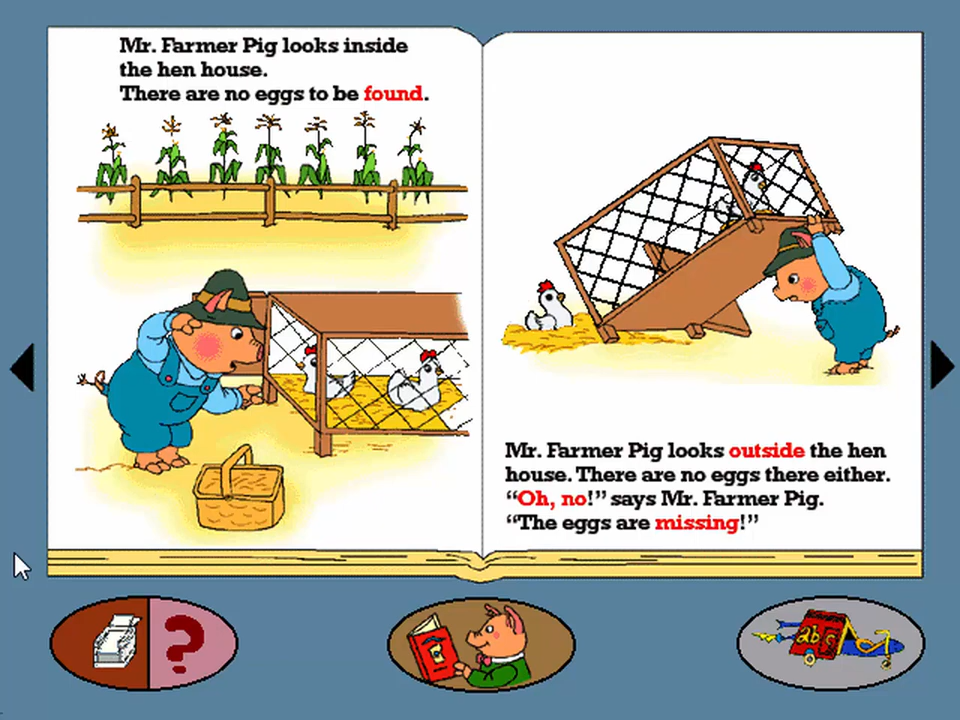 Mr. Farmer Pig looks inside
the hen house.
There are no eggs to be found.
Mr. Farmer Pig looks outside the hen
house. There are no eggs there either.
“Oh, no!” says Mr. Farmer Pig.
“The eggs are missing!”
?